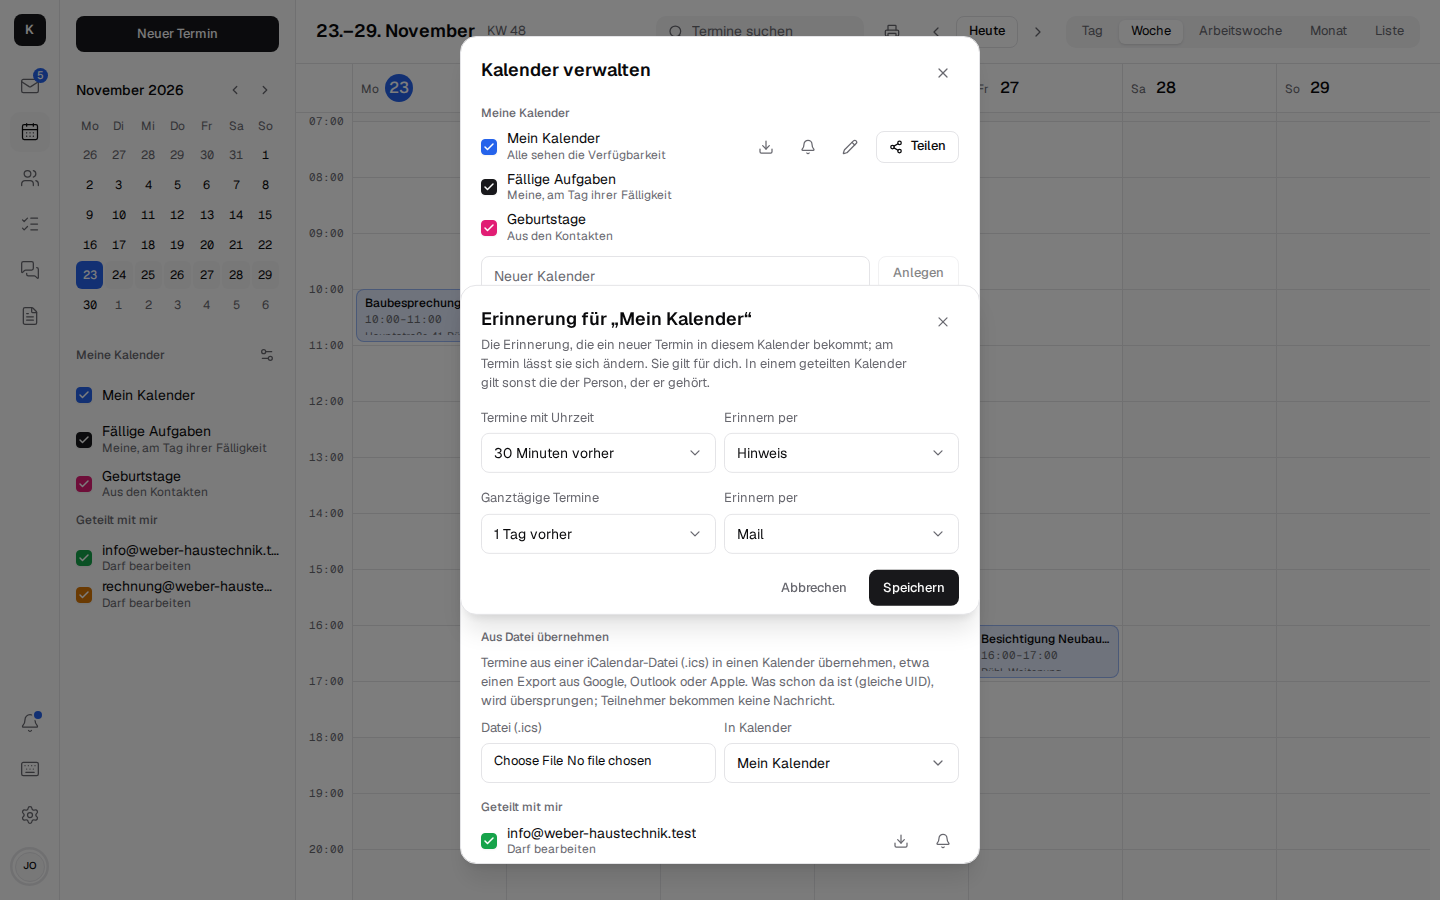 K
Neuer Termin
23.–29. November KW 48
Termine suchen
Heute
Tag
Woche
Arbeitswoche
Monat
Liste
5
November 2026
Mo Di Mi Do Fr Sa So
26 27 28 29 30 31 1
2 3 4 5 6 7 8
9 10 11 12 13 14 15
16 17 18 19 20 21 22
23 24 25 26 27 28 29
30 1 2 3 4 5 6
Meine Kalender
Mein Kalender
Fällige Aufgaben
Meine, am Tag ihrer Fälligkeit
Geburtstage
Aus den Kontakten
Geteilt mit mir
info@weber-haustechnik.t…
Darf bearbeiten
rechnung@weber-hauste…
Darf bearbeiten
JO
Mo 23
Fr 27
Sa 28
So 29
07:00
08:00
09:00
10:00
11:00
12:00
13:00
14:00
15:00
16:00
17:00
18:00
19:00
20:00
Baubesprechung
10:00–11:00
Besichtigung Neubau…
16:00–17:00
Kalender verwalten
Meine Kalender
Mein Kalender
Alle sehen die Verfügbarkeit
Teilen
Fällige Aufgaben
Meine, am Tag ihrer Fälligkeit
Geburtstage
Aus den Kontakten
Neuer Kalender
Anlegen
Erinnerung für „Mein Kalender“
Die Erinnerung, die ein neuer Termin in diesem Kalender bekommt; am
Termin lässt sie sich ändern. Sie gilt für dich. In einem geteilten Kalender
gilt sonst die der Person, der er gehört.
Termine mit Uhrzeit
Erinnern per
30 Minuten vorher
Hinweis
Ganztägige Termine
Erinnern per
1 Tag vorher
Mail
Abbrechen
Speichern
Aus Datei übernehmen
Termine aus einer iCalendar-Datei (.ics) in einen Kalender übernehmen, etwa
einen Export aus Google, Outlook oder Apple. Was schon da ist (gleiche UID),
wird übersprungen; Teilnehmer bekommen keine Nachricht.
Datei (.ics)
In Kalender
Choose File No file chosen
Mein Kalender
Geteilt mit mir
info@weber-haustechnik.test
Darf bearbeiten